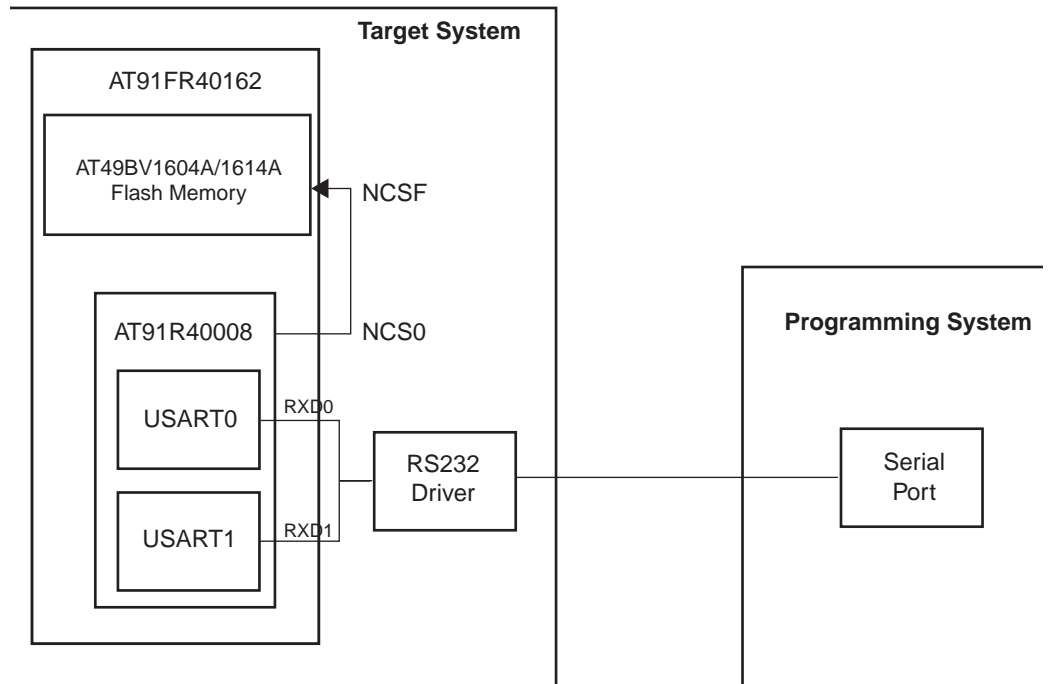 Target System
AT91FR40162
AT49BV1604A/1614A
Flash Memory
NCSF
AT91R40008
NCS0
USART0
RXD0
USART1
RXD1
RS232
Driver
Programming System
Serial
Port